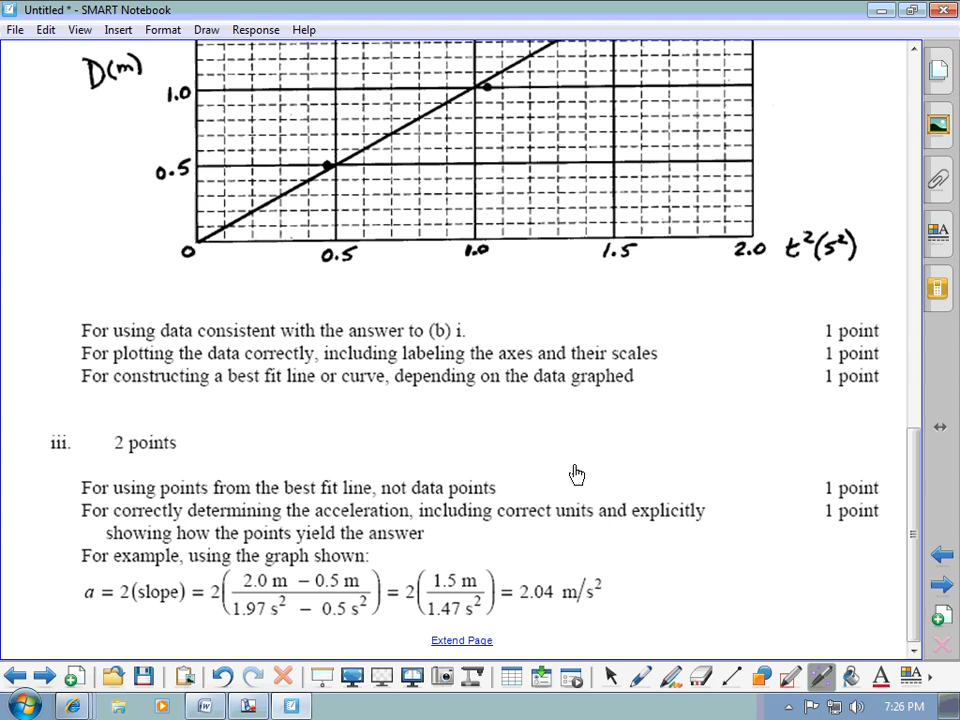 Untitled * - SMART Notebook
File Edit View Insert Format Draw Response Help
D(m)
1.0
0.5
0 0.5 1.0 1.5 2.0 t²(s²)
For using data consistent with the answer to (b) i. 1 point
For plotting the data correctly, including labeling the axes and their scales 1 point
For constructing a best fit line or curve, depending on the data graphed 1 point
iii. 2 points
For using points from the best fit line, not data points 1 point
For correctly determining the acceleration, including correct units and explicitly 1 point
showing how the points yield the answer
For example, using the graph shown:
a = 2(slope) = 2(2.0 m − 0.5 m / 1.97 s² − 0.5 s²) = 2(1.5 m / 1.47 s²) = 2.04 m/s²
Extend Page
7:26 PM